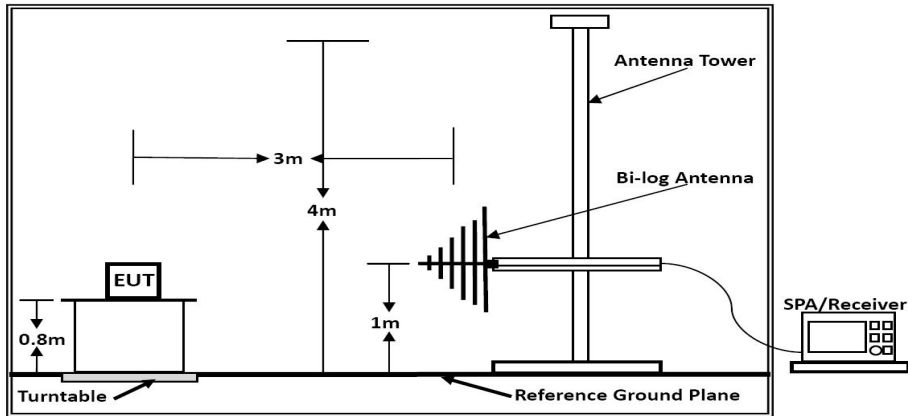 Antenna Tower
3m
Bi-log Antenna
4m
EUT
SPA/Receiver
0.8m
1m
Turntable
Reference Ground Plane